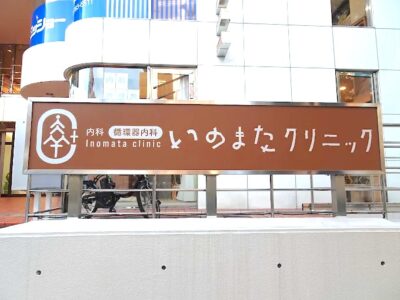 内科 循環器内科
Inomata clinic
いのまたクリニック